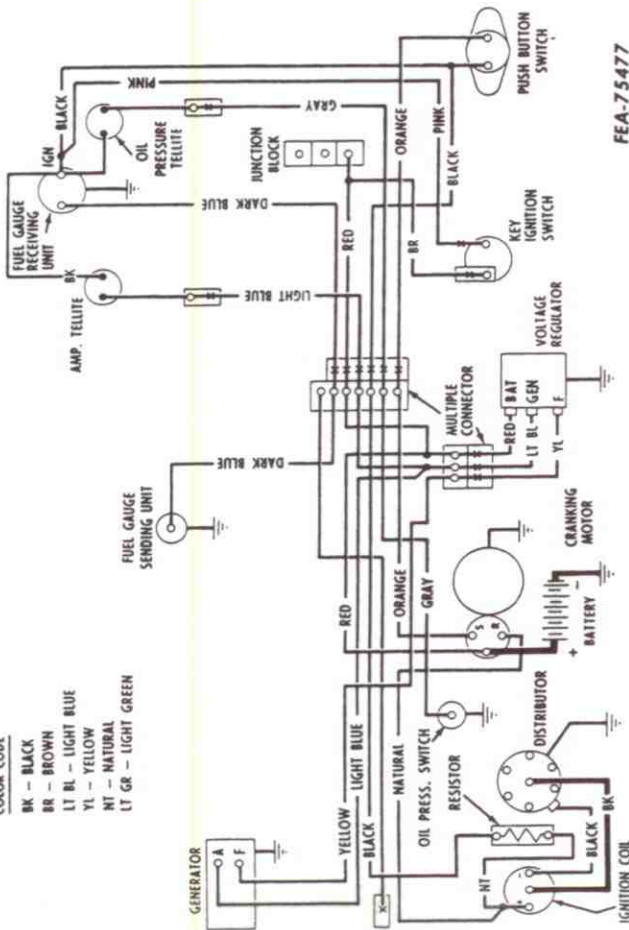 COLOR CODE
BK – BLACK
BR – BROWN
LT BL – LIGHT BLUE
YL – YELLOW
NT – NATURAL
LT GR – LIGHT GREEN
FUEL GAUGE
RECEIVING
UNIT
IGN
BLACK
PINK
BK
AMP. TELLITE
OIL
PRESSURE
TELLITE
GRAY
DARK BLUE
LIGHT BLUE
JUNCTION
BLOCK
RED
BR
ORANGE
PINK
BLACK
PUSH BUTTON
SWITCH
KEY
IGNITION
SWITCH
FUEL GAUGE
SENDING UNIT
DARK BLUE
MULTIPLE
CONNECTOR
RED
LT BL
YL
BAT
GEN
F
VOLTAGE
REGULATOR
GENERATOR
A
F
YELLOW
LIGHT BLUE
BLACK
RED
ORANGE
GRAY
NATURAL
S
R
CRANKING
MOTOR
+ BATTERY –
OIL PRESS. SWITCH
RESISTOR
DISTRIBUTOR
NT
BLACK
BK
+
-
IGNITION COIL
FEA-75477